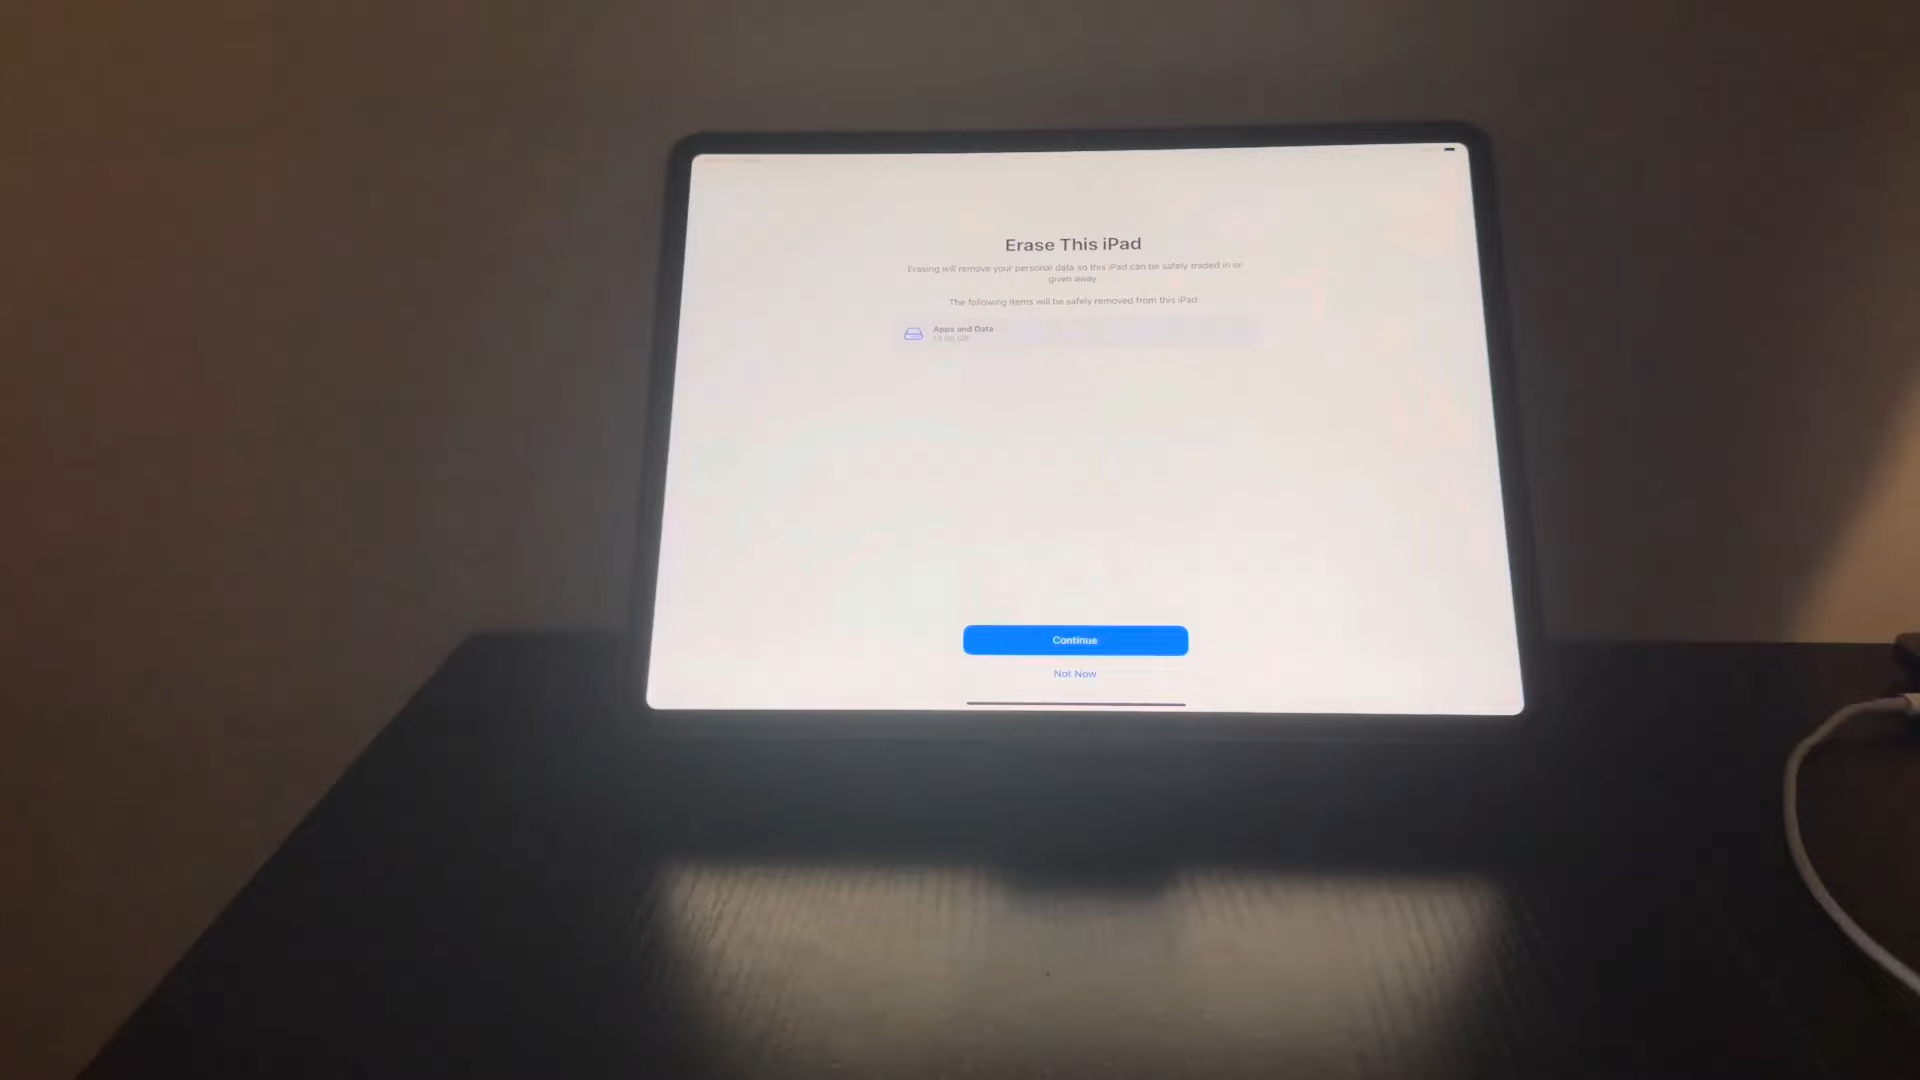 Erase This iPad
Erasing will remove your personal data so this iPad can be safely traded in or
given away
The following items will be safely removed from this iPad:
Apps and Data
GB
Continue
Not Now